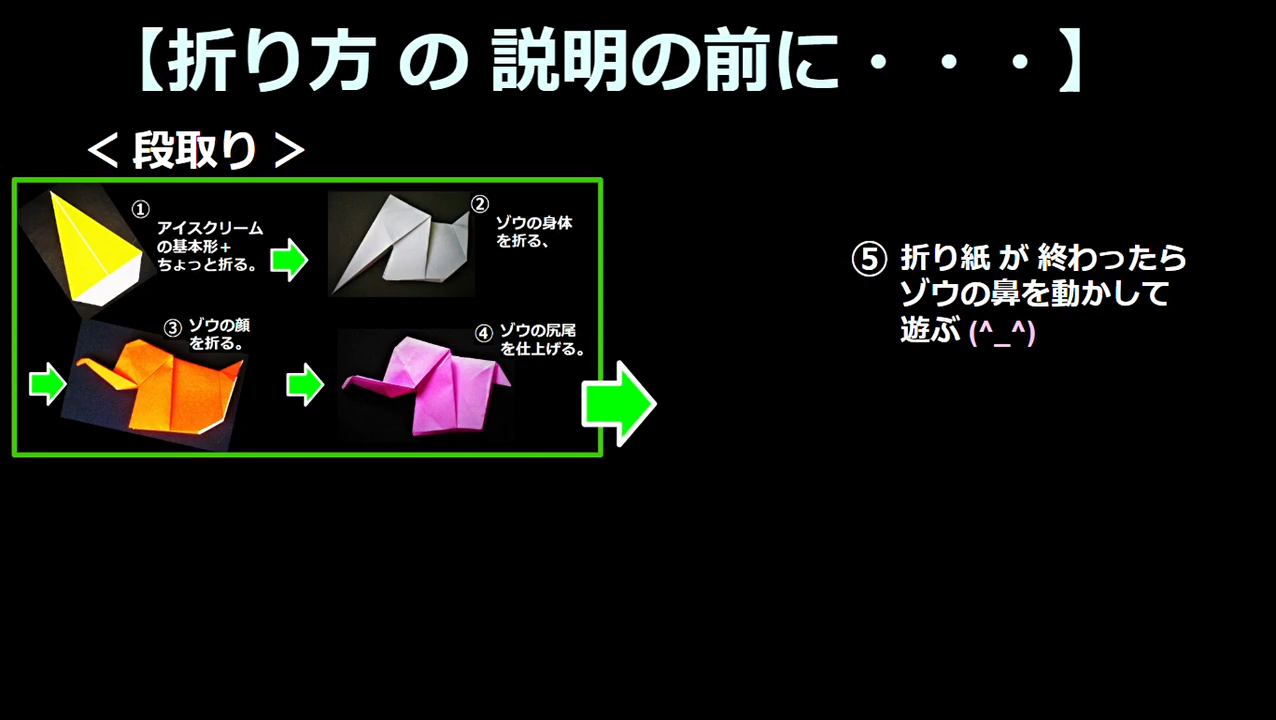 【折り方 の 説明の前に・・・】
＜ 段取り ＞
①
アイスクリーム
の基本形＋
ちょっと折る。
②
ゾウの身体
を折る、
③ ゾウの顔
を折る。
④ ゾウの尻尾
を仕上げる。
⑤ 折り紙 が 終わったら
ゾウの鼻を動かして
遊ぶ (^_^)